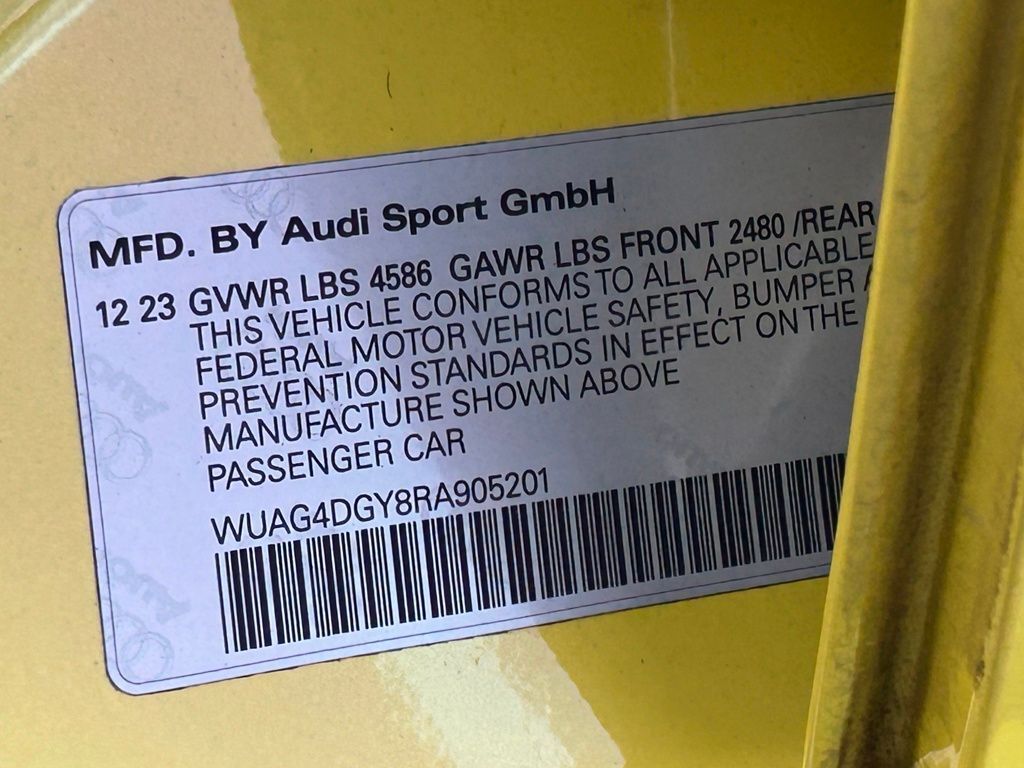 MFD. BY Audi Sport GmbH
12 23 GVWR LBS 4586 GAWR LBS FRONT 2480 /REAR
THIS VEHICLE CONFORMS TO ALL APPLICABLE
FEDERAL MOTOR VEHICLE SAFETY, BUMPER
PREVENTION STANDARDS IN EFFECT ON THE
MANUFACTURE SHOWN ABOVE
PASSENGER CAR
WUAG4DGY8RA905201
Audi
Audi